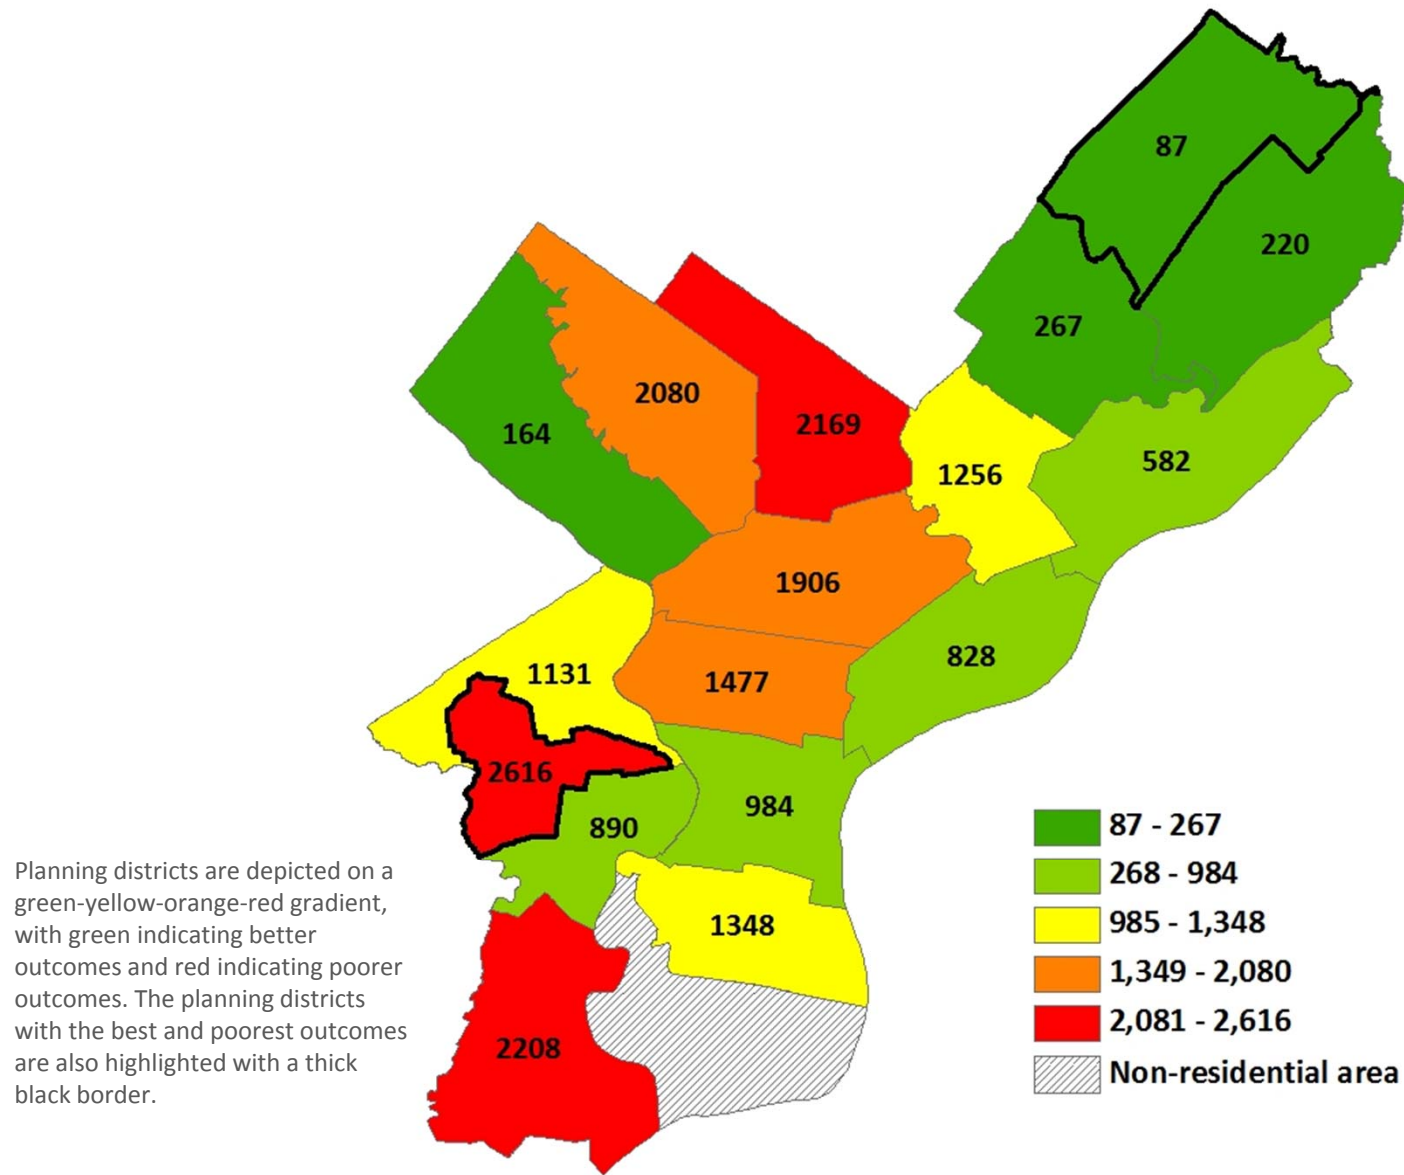 87
220
267
2080
164
2169
1256
582
1906
828
1131
1477
2616
984
890
1348
2208
Planning districts are depicted on a
green-yellow-orange-red gradient,
with green indicating better
outcomes and red indicating poorer
outcomes. The planning districts
with the best and poorest outcomes
are also highlighted with a thick
black border.
87 - 267
268 - 984
985 - 1,348
1,349 - 2,080
2,081 - 2,616
Non-residential area